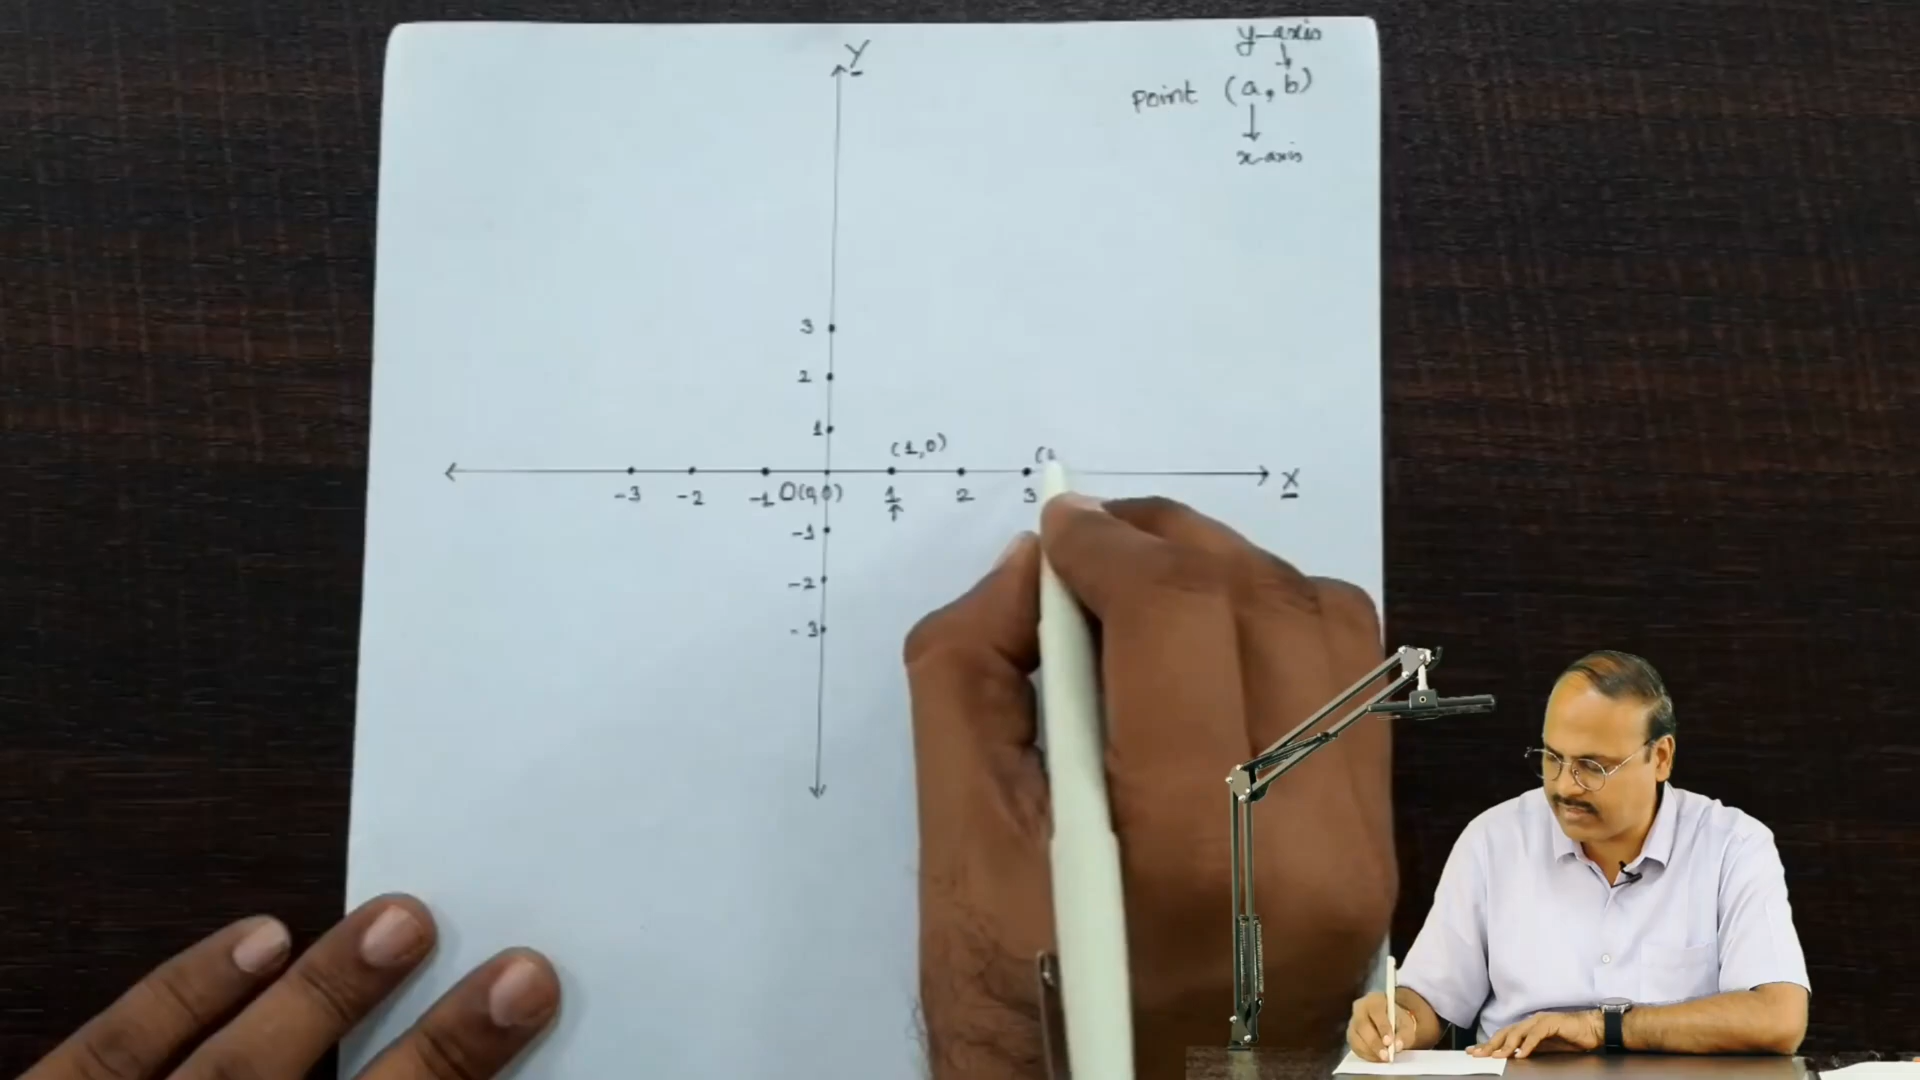 y-axis
point (a, b)
x-axis
Y
3
2
1
(1,0)
X
-3 -2 -1 O(0,0) 1 2 3
-1
-2
-3